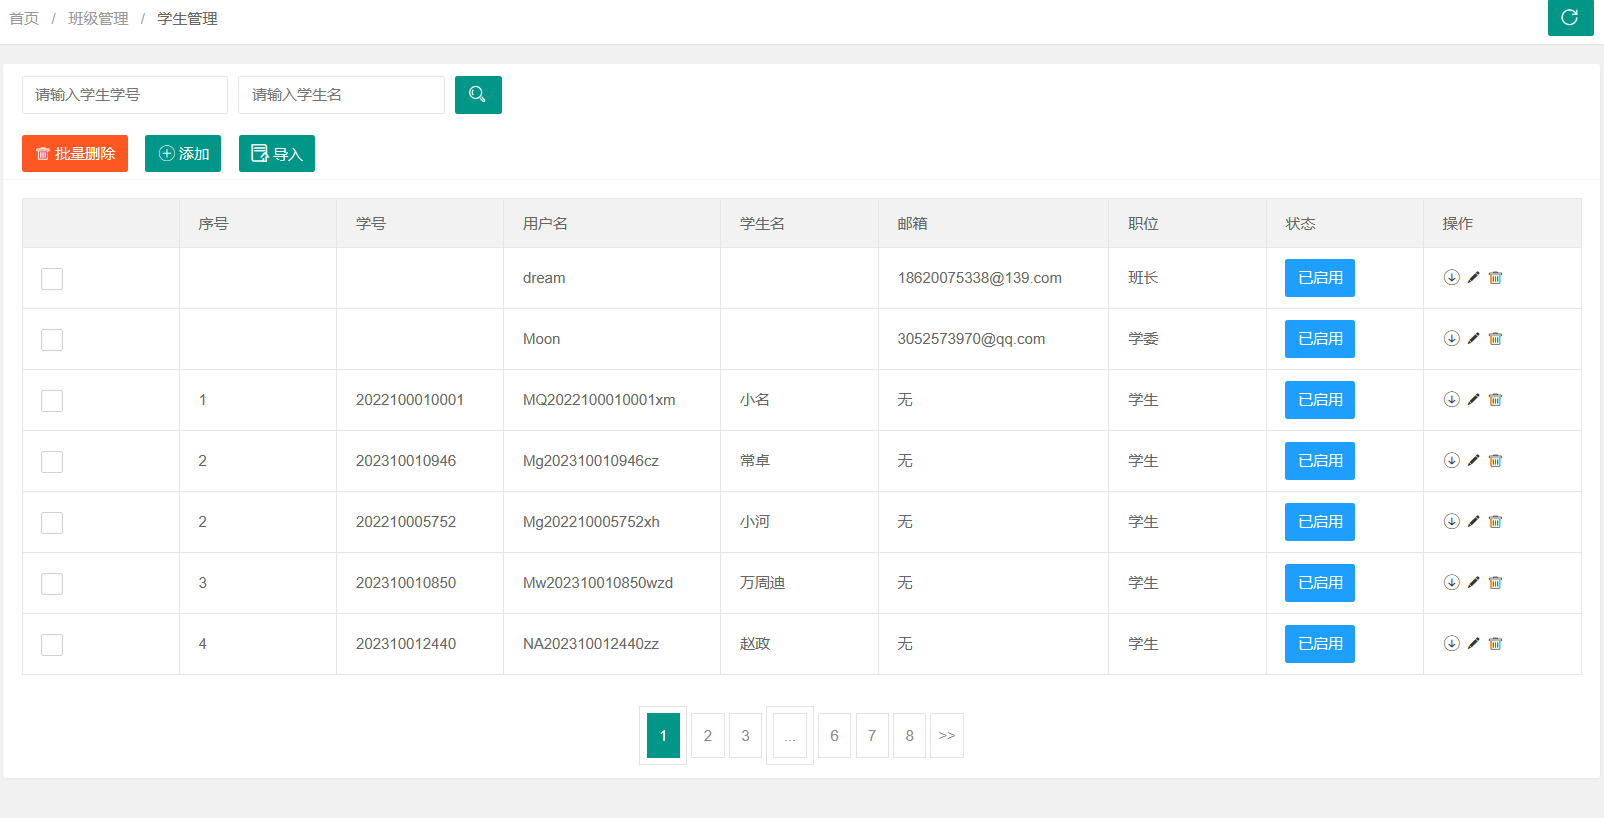 首页 / 班级管理 / 学生管理
请输入学生学号 请输入学生名
批量删除 添加 导入
序号 学号 用户名 学生名 邮箱 职位 状态 操作
dream 18620075338@139.com 班长 已启用
Moon 3052573970@qq.com 学委 已启用
1 2022100010001 MQ2022100010001xm 小名 无 学生 已启用
2 202310010946 Mg202310010946cz 常卓 无 学生 已启用
2 202210005752 Mg202210005752xh 小河 无 学生 已启用
3 202310010850 Mw202310010850wzd 万周迪 无 学生 已启用
4 202310012440 NA202310012440zz 赵政 无 学生 已启用
1 2 3 ... 6 7 8 >>